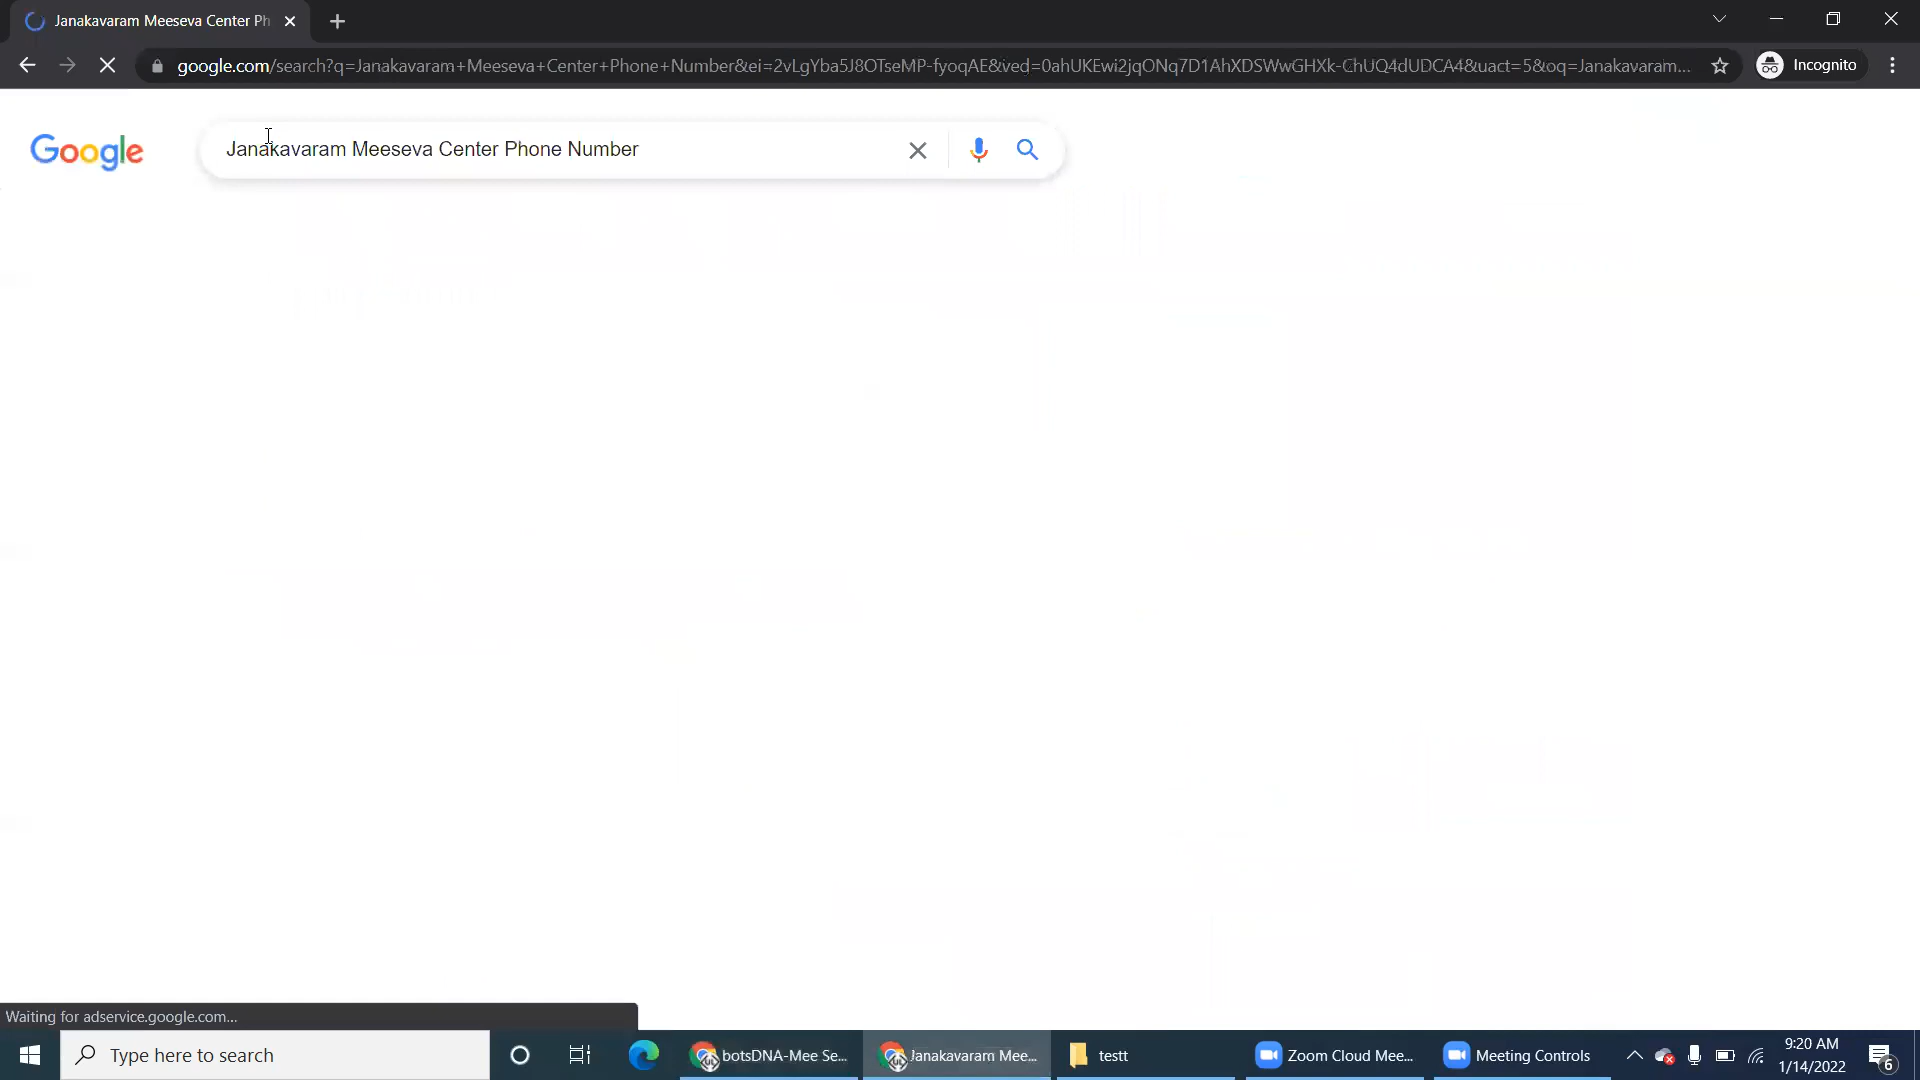 Janakavaram Meeseva Center Ph
google.com/search?q=Janakavaram+Meeseva+Center+Phone+Number&ei=2vLgYba5J8OTseMP-fyoqAE&ved=0ahUKEwi2jqONq7D1AhXDSWwGHXk-ChUQ4dUDCA4&uact=5&oq=Janakavaram...
Incognito
Google
Janakavaram Meeseva Center Phone Number
Waiting for adservice.google.com...
Type here to search
botsDNA-Mee Se...
Janakavaram Mee...
testt
Zoom Cloud Mee...
Meeting Controls
9:20 AM
1/14/2022
6